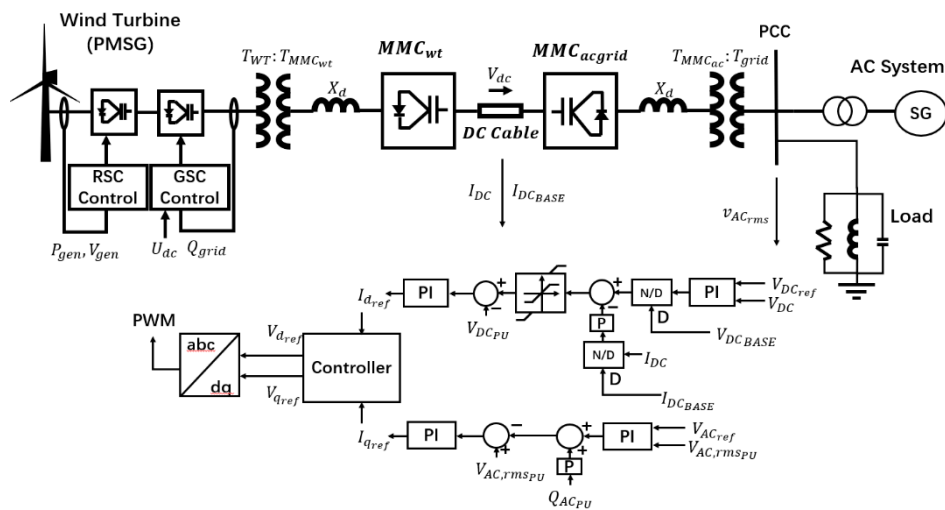 Wind Turbine
(PMSG)
T_WT: T_MMC_wt
MMC_wt
MMC_acgrid
T_MMC_ac: T_grid
PCC
AC System
X_d
V_dc
X_d
DC Cable
SG
RSC
Control
GSC
Control
P_gen, V_gen
U_dc
Q_grid
I_DC
I_DC_BASE
v_AC_rms
Load
I_d_ref
PI
+
−
V_DC_PU
+
−
N/D
PI
V_DC_ref
V_DC
P
D
V_DC_BASE
PWM
V_d_ref
abc
dq
Controller
N/D
I_DC
D
I_DC_BASE
V_q_ref
I_q_ref
PI
−
+
+
+
PI
V_AC_ref
V_AC,rms_PU
V_AC,rms_PU
P
Q_AC_PU